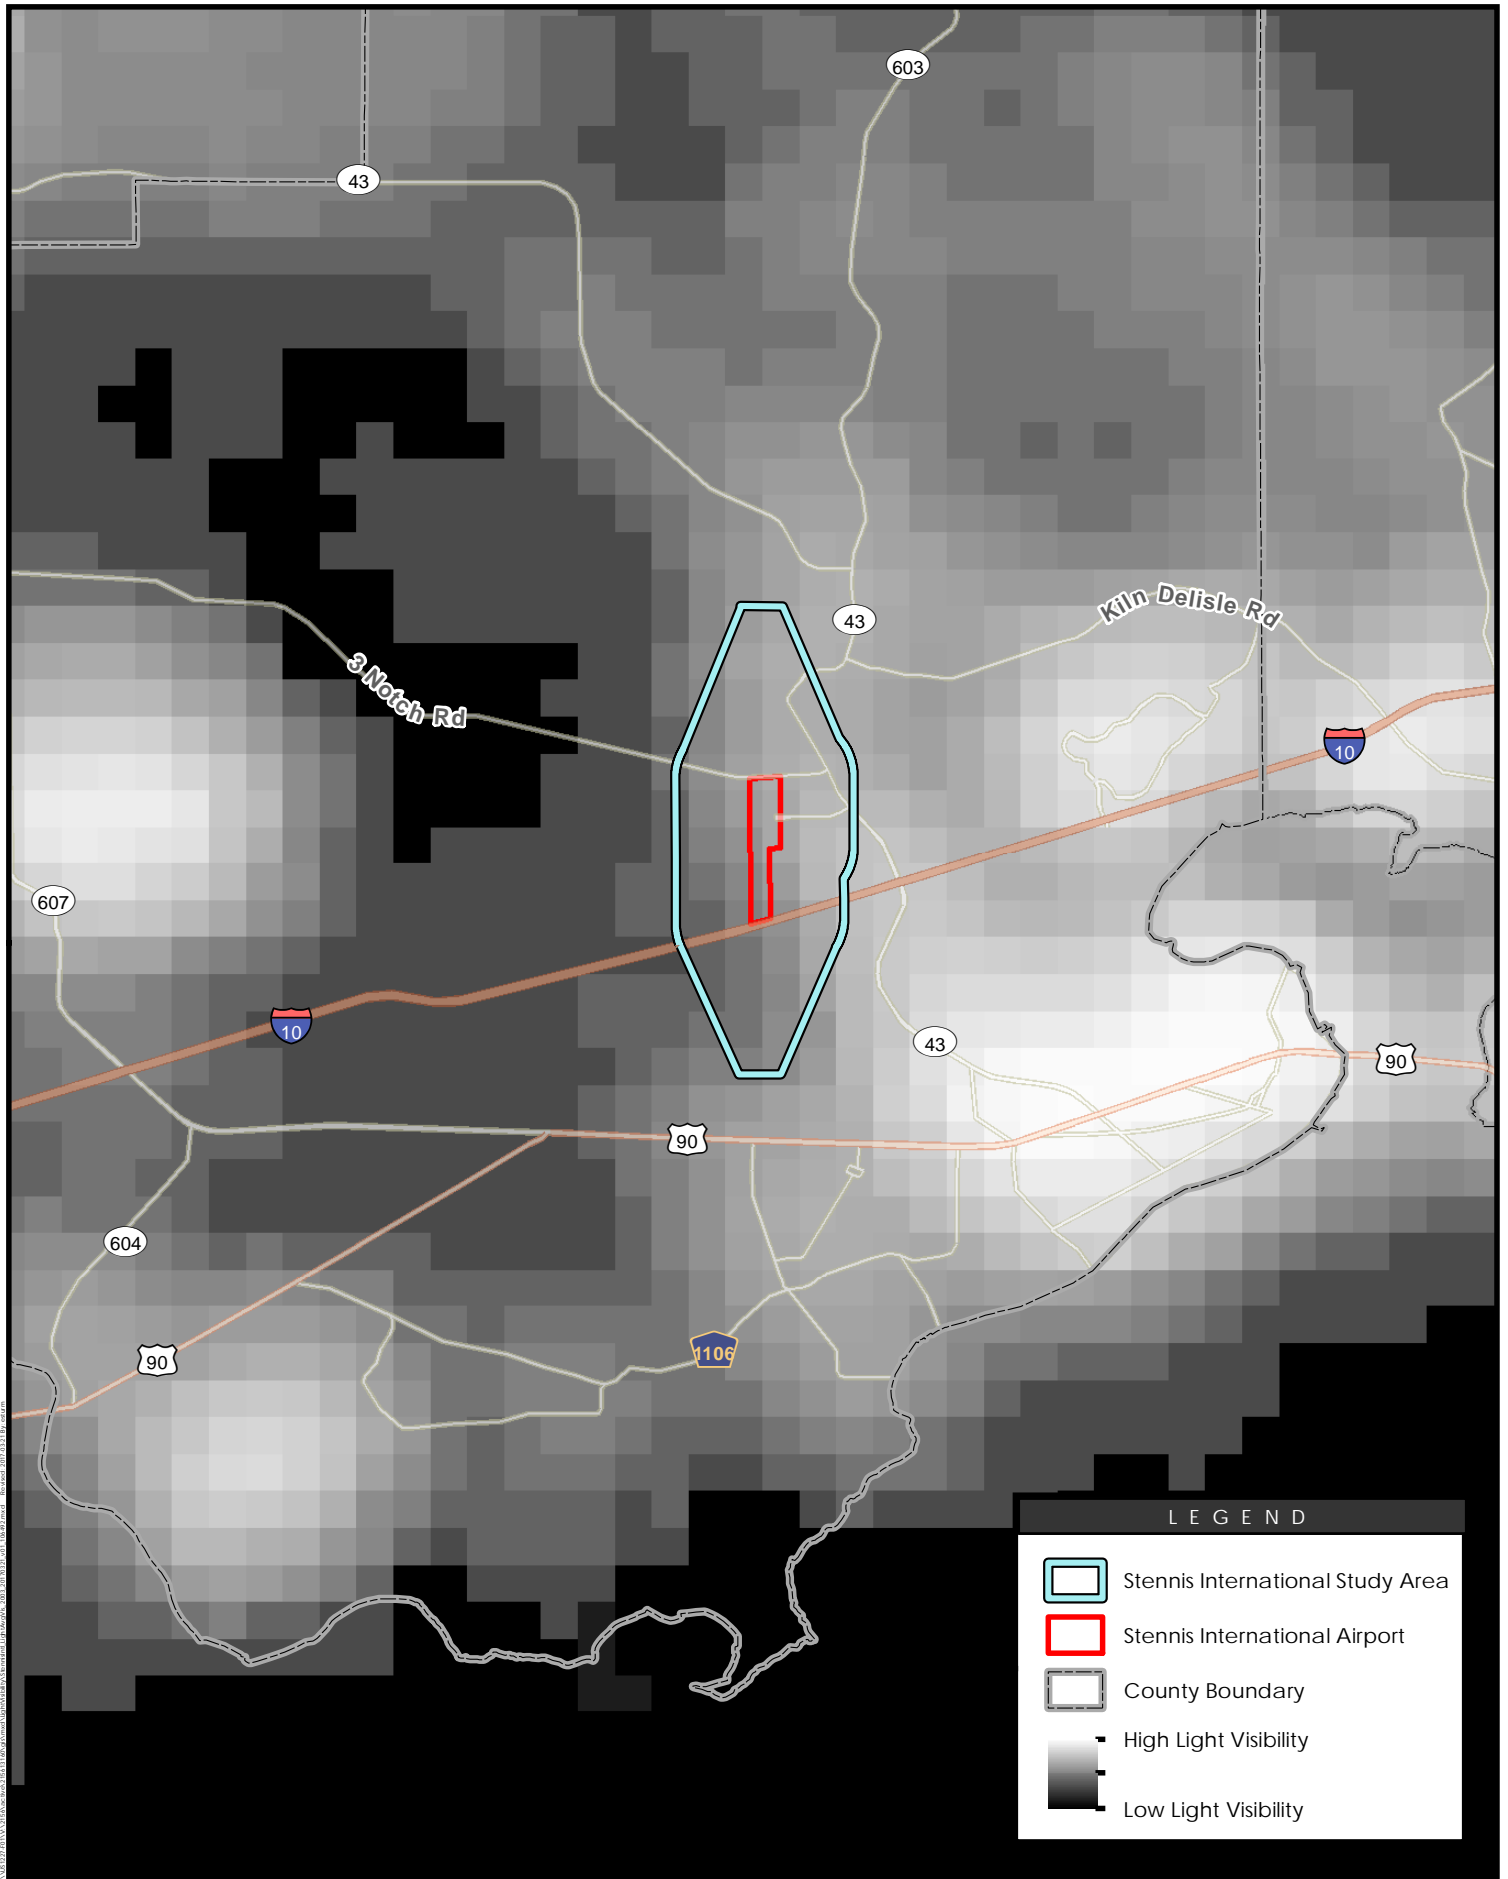 603
43
43
Kiln Delisle Rd
3 Notch Rd
10
607
10
43
90
90
604
1106
90
LEGEND
Stennis International Study Area
Stennis International Airport
County Boundary
High Light Visibility
Low Light Visibility